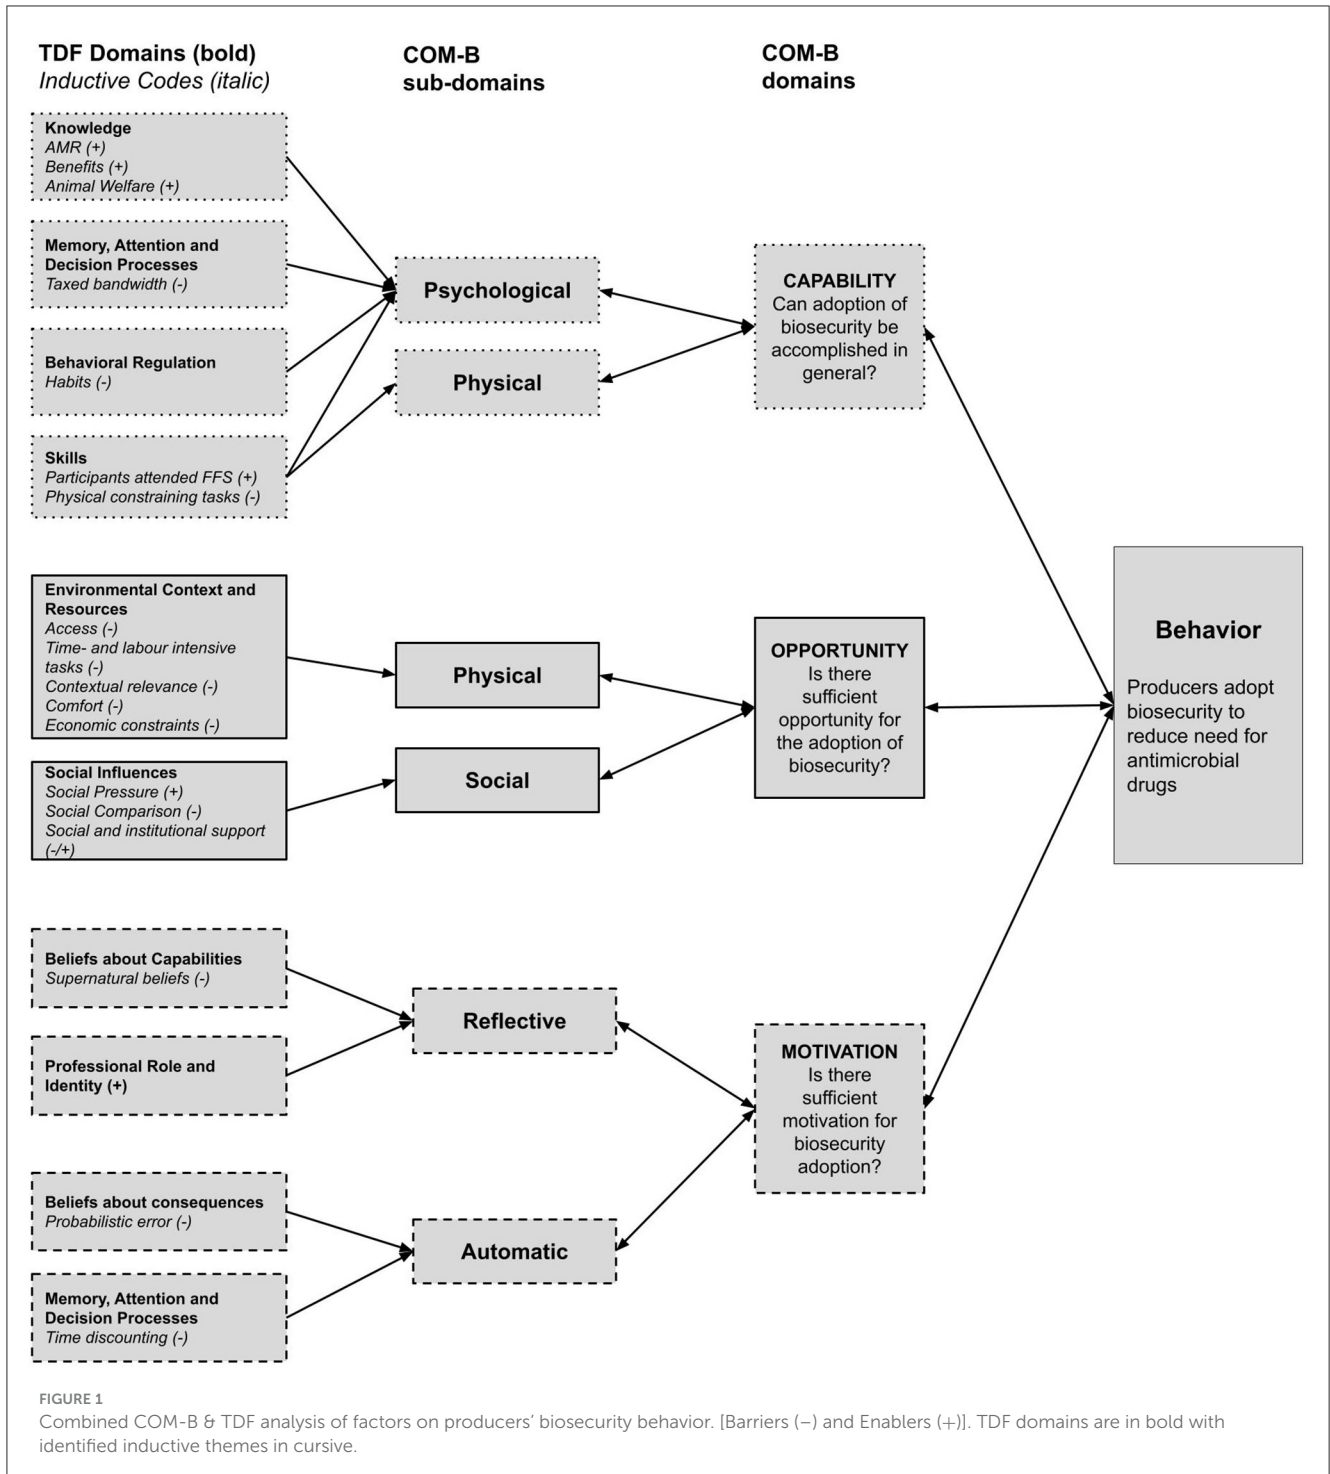 TDF Domains (bold)
Inductive Codes (italic)
COM-B
sub-domains
COM-B
domains
Knowledge
AMR (+)
Benefits (+)
Animal Welfare (+)
Memory, Attention and
Decision Processes
Taxed bandwidth (-)
Behavioral Regulation
Habits (-)
Skills
Participants attended FFS (+)
Physical constraining tasks (-)
Psychological
Physical
CAPABILITY
Can adoption of
biosecurity be
accomplished in
general?
Environmental Context and
Resources
Access (-)
Time- and labour intensive
tasks (-)
Contextual relevance (-)
Comfort (-)
Economic constraints (-)
Social Influences
Social Pressure (+)
Social Comparison (-)
Social and institutional support
(-/+)
Physical
Social
OPPORTUNITY
Is there
sufficient
opportunity for
the adoption of
biosecurity?
Behavior
Producers adopt
biosecurity to
reduce need for
antimicrobial
drugs
Beliefs about Capabilities
Supernatural beliefs (-)
Professional Role and
Identity (+)
Reflective
MOTIVATION
Is there
sufficient
motivation for
biosecurity
adoption?
Beliefs about consequences
Probabilistic error (-)
Memory, Attention and
Decision Processes
Time discounting (-)
Automatic
FIGURE 1
Combined COM-B & TDF analysis of factors on producers' biosecurity behavior. [Barriers (−) and Enablers (+)]. TDF domains are in bold with
identified inductive themes in cursive.